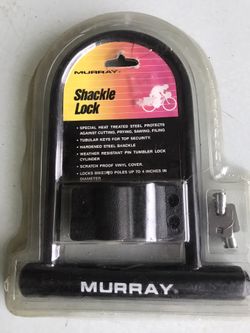 MURRAY®
Shackle
Lock
• SPECIAL HEAT TREATED STEEL PROTECTS
AGAINST CUTTING, PRYING, SAWING, FILING
• TUBULAR KEYS FOR TOP SECURITY.
• HARDENED STEEL SHACKLE
• WEATHER RESISTANT PIN TUMBLER LOCK
CYLINDER
• SCRATCH PROOF VINYL COVER.
• LOCKS BIKES TO POLES UP TO 4 INCHES IN
DIAMETER
MURRAY®